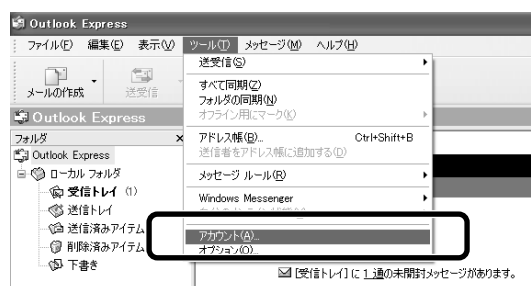 Outlook Express
ファイル(F) 編集(E) 表示(V) ツール(T) メッセージ(M) ヘルプ(H)
メールの作成 送受信
送受信(S)
すべて同期(Z)
フォルダの同期(N)
オフライン用にマーク(K)
アドレス帳(B)... Ctrl+Shift+B
送信者をアドレス帳に追加する(D)
メッセージ ルール(R)
Windows Messenger
アカウント(A)...
オプション(O)...
Outlook Express
フォルダ ×
Outlook Express
ローカル フォルダ
受信トレイ (1)
送信トレイ
送信済みアイテム
削除済みアイテム
下書き
[受信トレイ] に 1 通の未開封メッセージがあります。